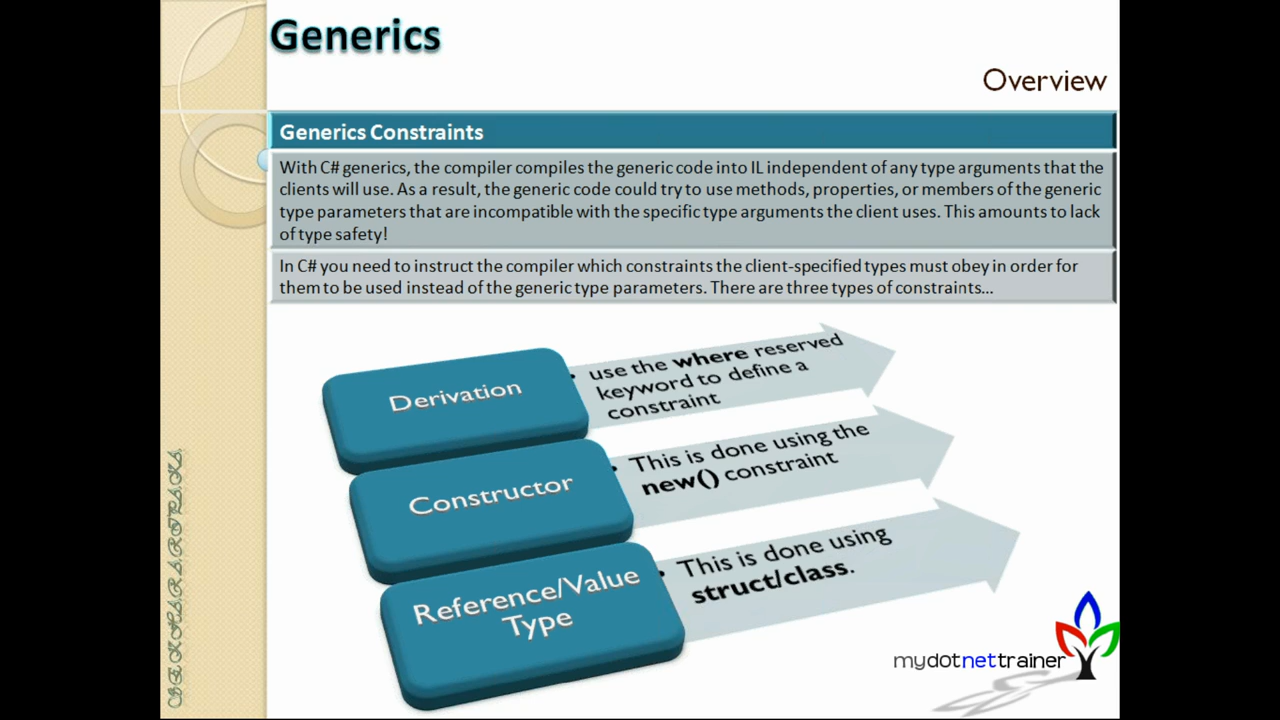 Generics
Overview
Generics Constraints
With C# generics, the compiler compiles the generic code into IL independent of any type arguments that the
clients will use. As a result, the generic code could try to use methods, properties, or members of the generic
type parameters that are incompatible with the specific type arguments the client uses. This amounts to lack
of type safety!
In C# you need to instruct the compiler which constraints the client-specified types must obey in order for
them to be used instead of the generic type parameters. There are three types of constraints...
Derivation
• use the where reserved
keyword to define a
constraint
Constructor
• This is done using the
new() constraint
Reference/Value
Type
• This is done using
struct/class.
mydotnettrainer